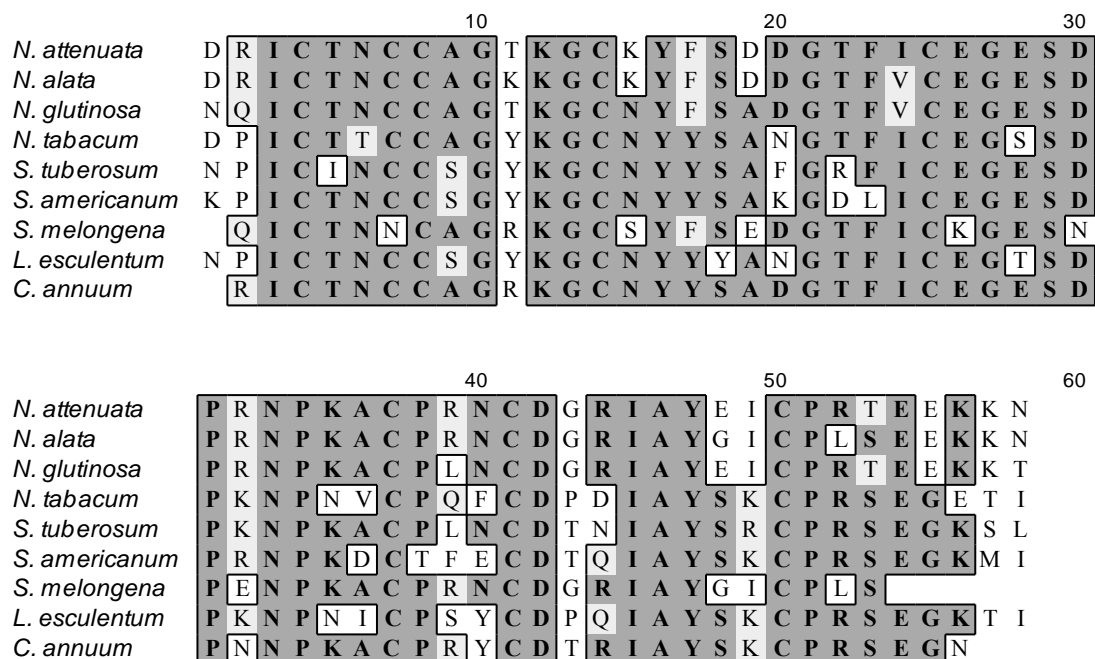 10 20 30
N. attenuata D R I C T N C C A G T K G C K Y F S D D G T F I C E G E S D
N. alata D R I C T N C C A G K K G C K Y F S D D G T F V C E G E S D
N. glutinosa N Q I C T N C C A G T K G C N Y F S A D G T F V C E G E S D
N. tabacum D P I C T T C C A G Y K G C N Y Y S A N G T F I C E G S S D
S. tuberosum N P I C I N C C S G Y K G C N Y Y S A F G R F I C E G E S D
S. americanum K P I C T N C C S G Y K G C N Y Y S A K G D L I C E G E S D
S. melongena Q I C T N N C A G R K G C S Y F S E D G T F I C K G E S N
L. esculentum N P I C T N C C S G Y K G C N Y Y Y A N G T F I C E G T S D
C. annuum R I C T N C C A G R K G C N Y Y S A D G T F I C E G E S D
40 50 60
N. attenuata P R N P K A C P R N C D G R I A Y E I C P R T E E K K N
N. alata P R N P K A C P R N C D G R I A Y G I C P L S E E K K N
N. glutinosa P R N P K A C P L N C D G R I A Y E I C P R T E E K K T
N. tabacum P K N P N V C P Q F C D P D I A Y S K C P R S E G E T I
S. tuberosum P K N P K A C P L N C D T N I A Y S R C P R S E G K S L
S. americanum P R N P K D C T F E C D T Q I A Y S K C P R S E G K M I
S. melongena P E N P K A C P R N C D G R I A Y G I C P L S
L. esculentum P K N P N I C P S Y C D P Q I A Y S K C P R S E G K T I
C. annuum P N N P K A C P R Y C D T R I A Y S K C P R S E G N